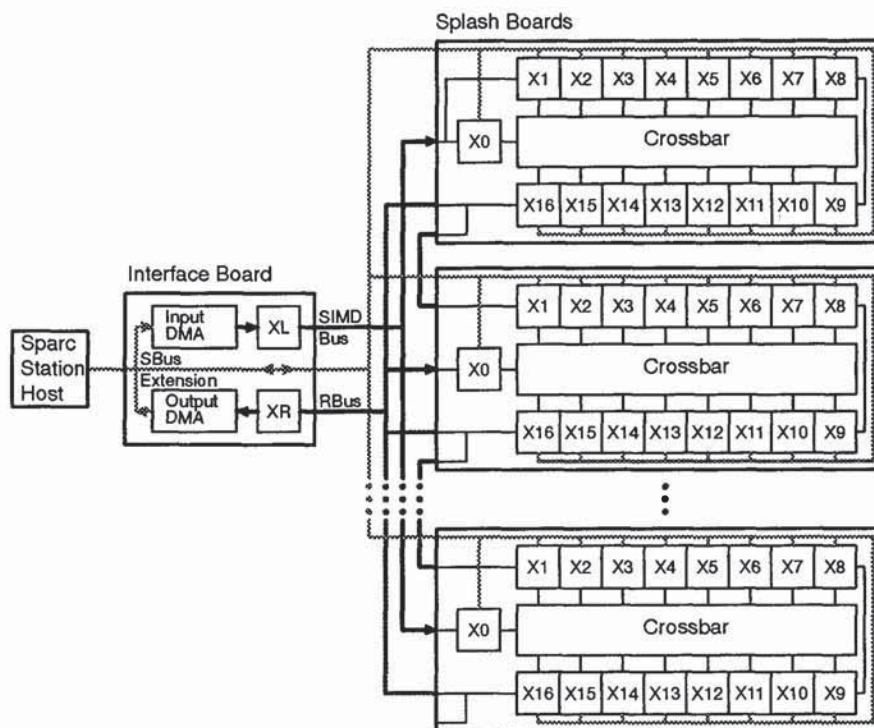 Splash Boards
X1 X2 X3 X4 X5 X6 X7 X8
X0 Crossbar
X16 X15 X14 X13 X12 X11 X10 X9
Interface Board
Input
DMA
XL
SIMD
Bus
Sparc
Station
Host
SBus
Extension
Output
DMA
XR
RBus
X1 X2 X3 X4 X5 X6 X7 X8
X0 Crossbar
X16 X15 X14 X13 X12 X11 X10 X9
X1 X2 X3 X4 X5 X6 X7 X8
X0 Crossbar
X16 X15 X14 X13 X12 X11 X10 X9